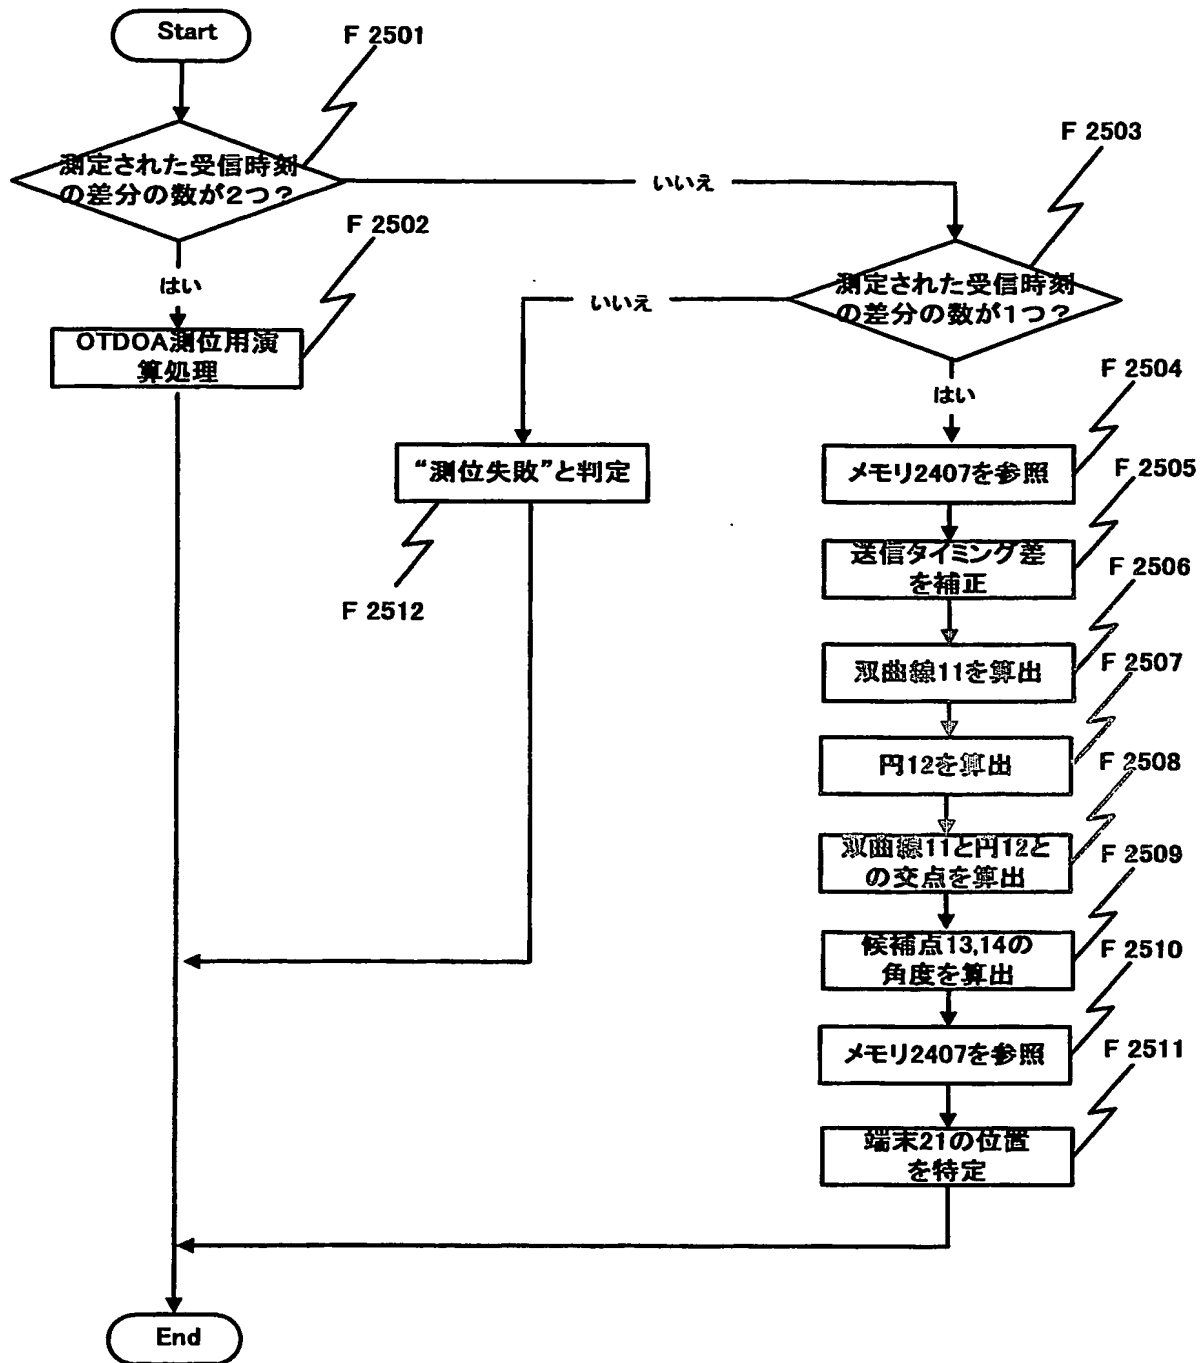 Start
F 2501
測定された受信時刻
の差分の数が2つ？
いいえ
F 2503
はい
F 2502
OTDOA測位用演
算処理
測定された受信時刻
の差分の数が1つ？
いいえ
はい
“測位失敗”と判定
F 2512
F 2504
メモリ2407を参照
F 2505
送信タイミング差
を補正
F 2506
双曲線11を算出
F 2507
円12を算出
F 2508
双曲線11と円12と
の交点を算出
F 2509
候補点13,14の
角度を算出
F 2510
メモリ2407を参照
F 2511
端末21の位置
を特定
End